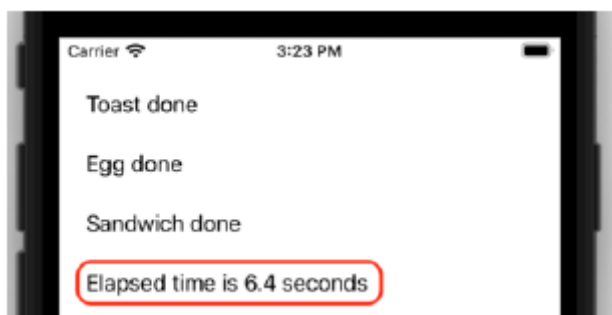 Carrier 3:23 PM
Toast done
Egg done
Sandwich done
Elapsed time is 6.4 seconds